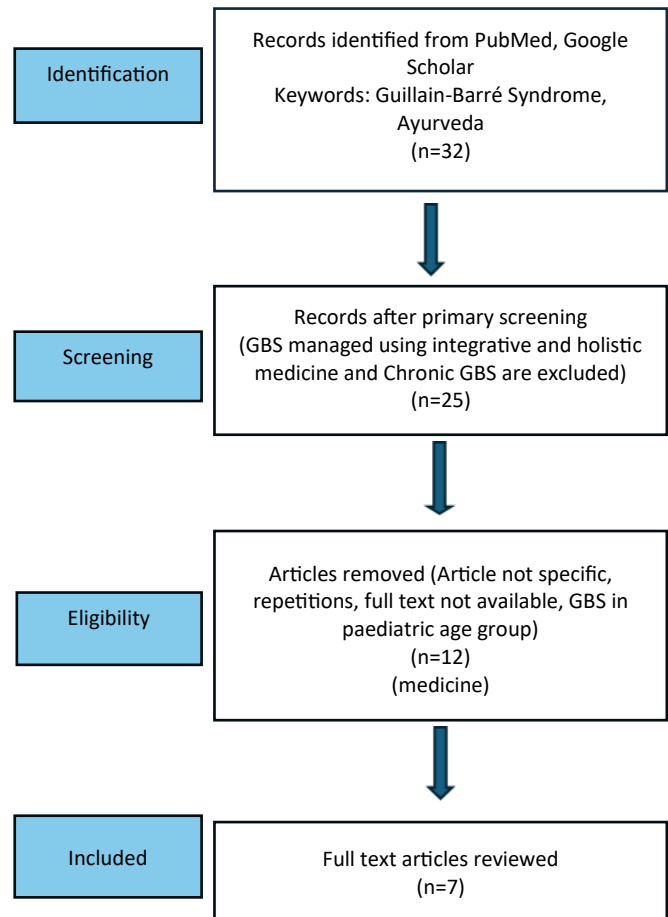 Identification
Records identified from PubMed, Google
Scholar
Keywords: Guillain-Barré Syndrome,
Ayurveda
(n=32)
Screening
Records after primary screening
(GBS managed using integrative and holistic
medicine and Chronic GBS are excluded)
(n=25)
Eligibility
Articles removed (Article not specific,
repetitions, full text not available, GBS in
paediatric age group)
(n=12)
(medicine)
Included
Full text articles reviewed
(n=7)